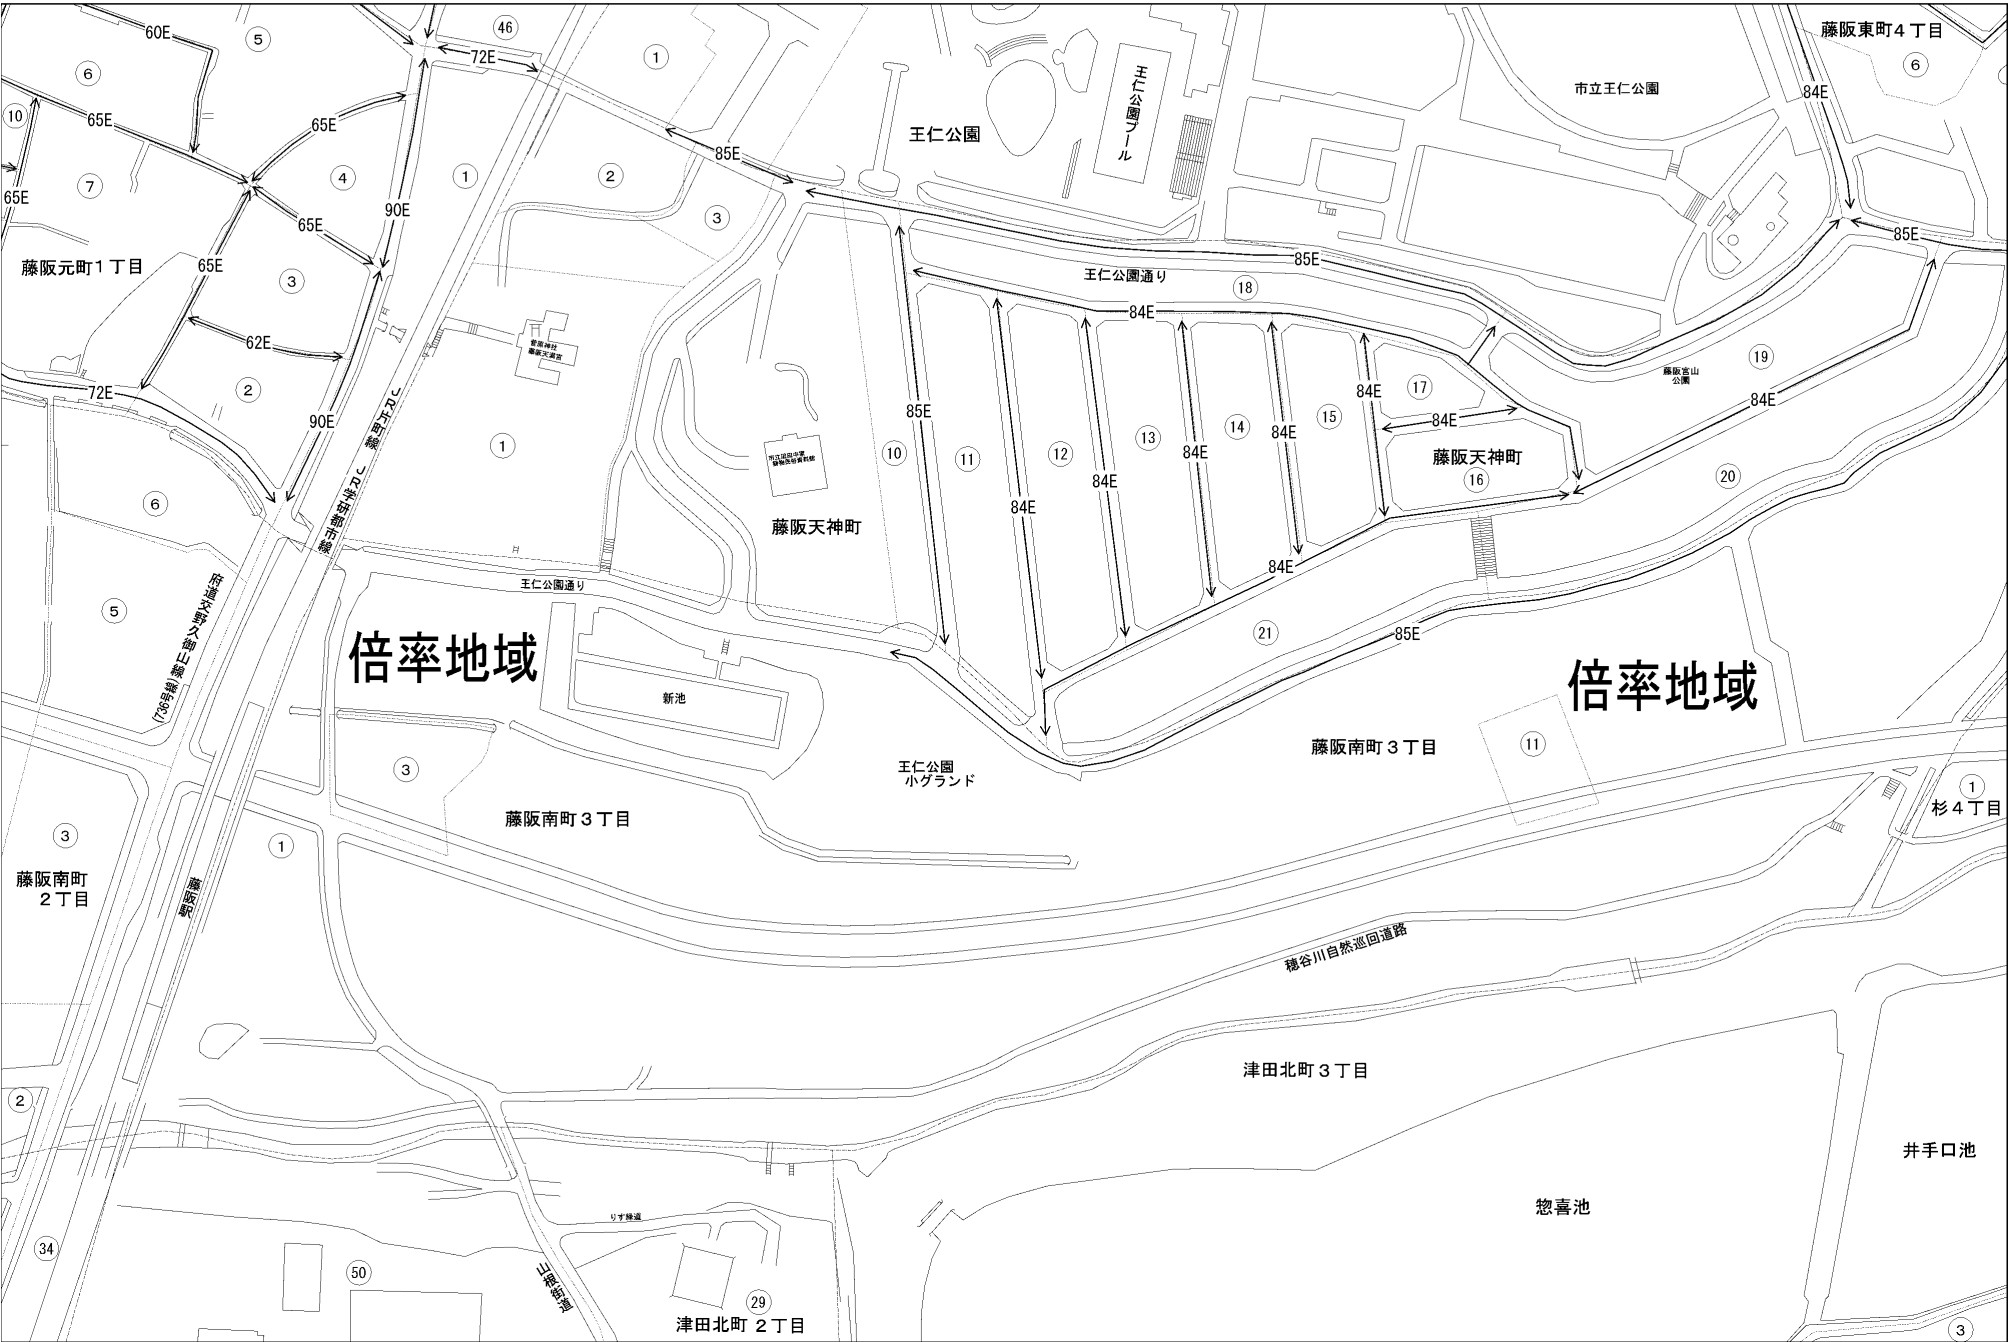 60E
⑤
46
72E
①
王仁公園プール
市立王仁公園
藤阪東町4丁目
⑥
⑥
84E
10
65E
65E
王仁公園
85E
④
①
②
⑦
65E
90E
③
65E
85E
藤阪元町1丁目
65E
③
85E
王仁公園通り
⑱
84E
62E
菅原神社
藤阪天満宮
⑲
藤阪宮山
公園
②
72E
90E
JR片町線
JR学研都市線
①
85E
84E
⑰
84E
84E
⑩
⑪
⑫
⑬
⑭
⑮
84E
84E
84E
84E
藤阪天神町
⑯
⑳
⑥
藤阪天神町
84E
王仁公園通り
府道交野久御山線
(736号線)
⑤
倍率地域
㉑
85E
倍率地域
新池
藤阪南町3丁目
⑪
③
王仁公園
小グランド
藤阪南町3丁目
①
杉4丁目
③
①
藤阪南町
2丁目
藤阪駅
穂谷川自然巡回道路
津田北町3丁目
②
井手口池
惣喜池
りす緑道
34
50
山根街道
29
津田北町 2丁目
③